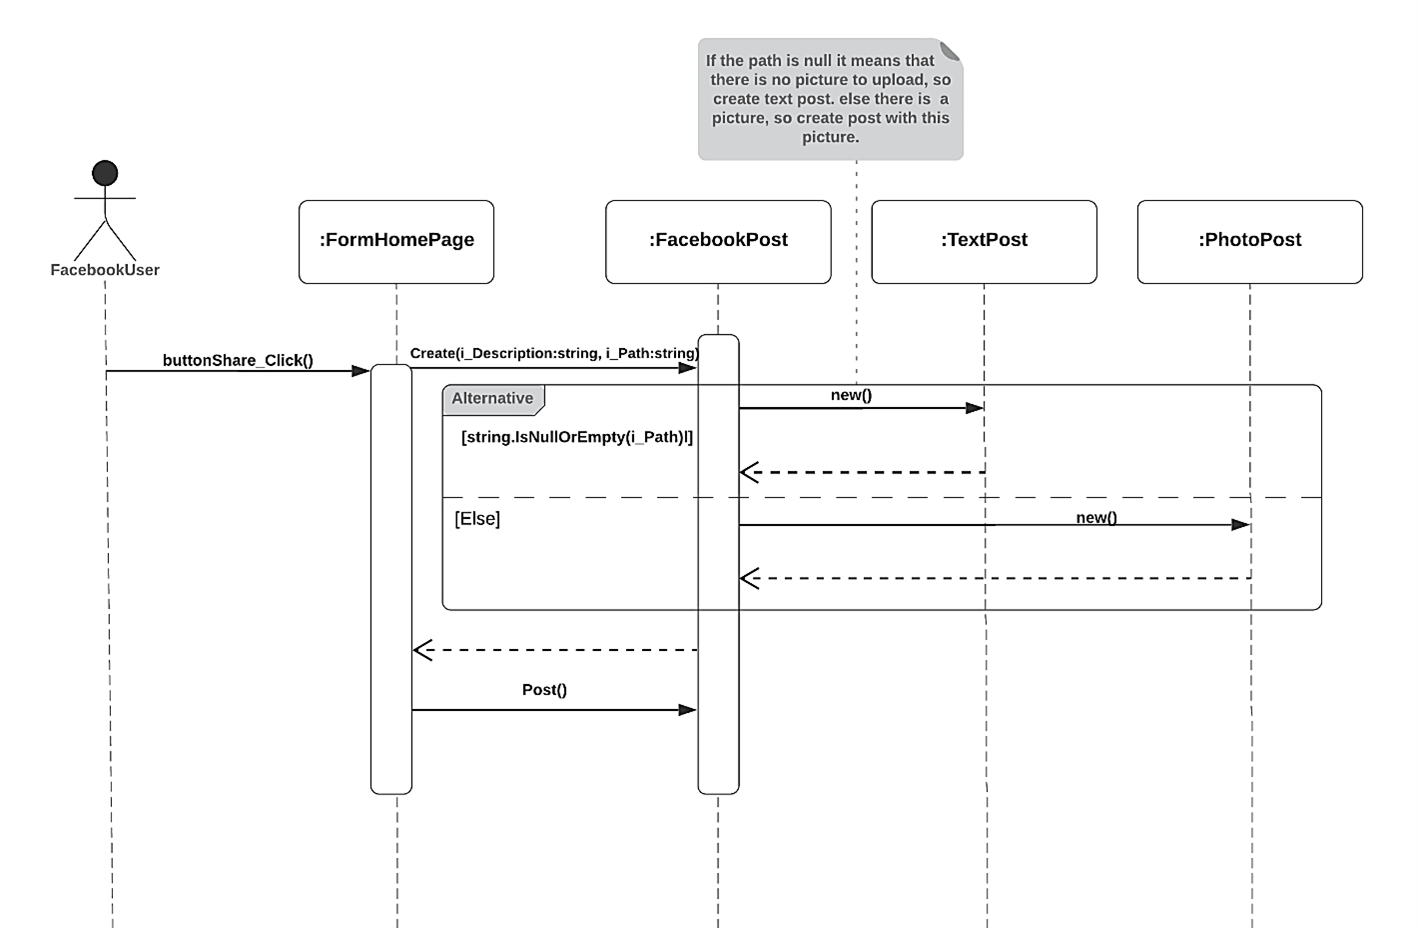 If the path is null it means that
there is no picture to upload, so
create text post. else there is a
picture, so create post with this
picture.
FacebookUser
:FormHomePage
:FacebookPost
:TextPost
:PhotoPost
buttonShare_Click()
Create(i_Description:string, i_Path:string)
Alternative
new()
[string.IsNullOrEmpty(i_Path)l]
[Else]
new()
Post()